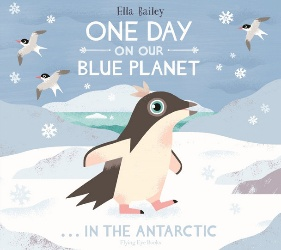 Ella Bailey
ONE DAY
ON OUR
BLUE PLANET
... IN THE ANTARCTIC
Flying Eye Books